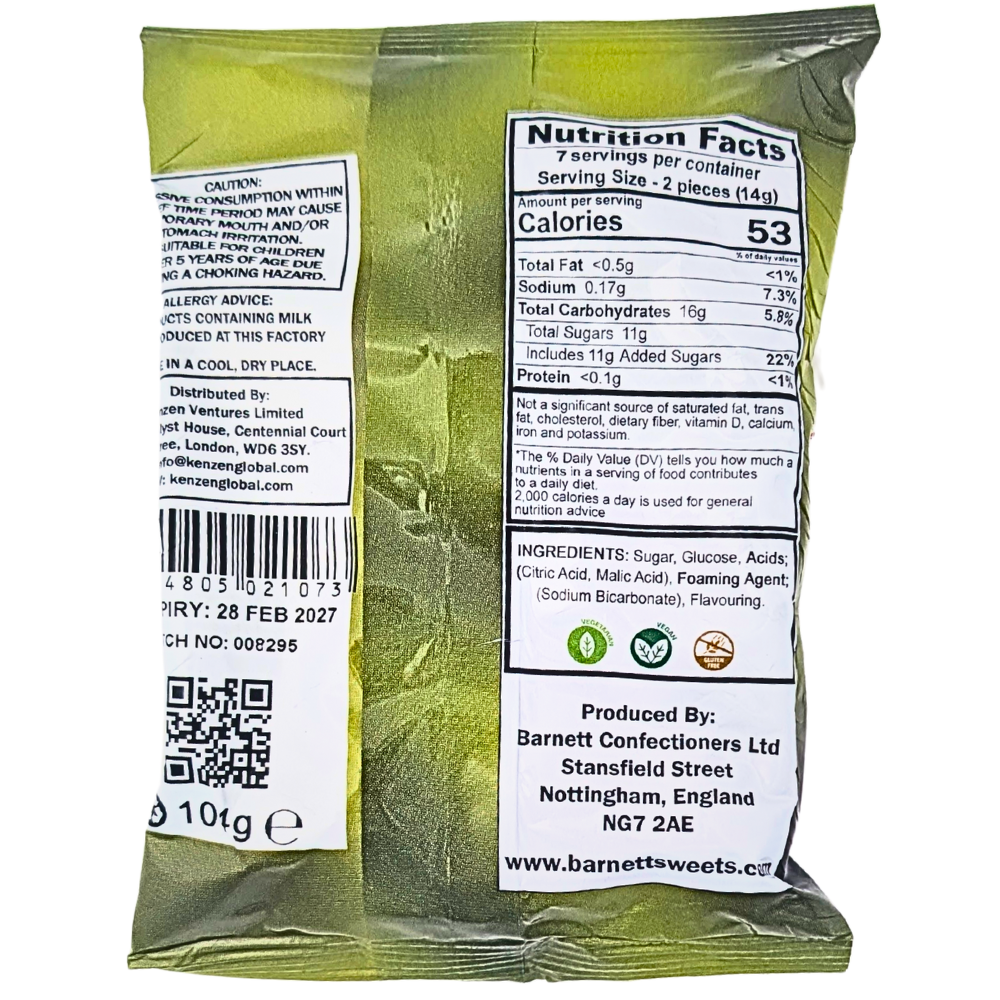 CAUTION:
SSIVE CONSUMPTION WITHIN
TIME PERIOD MAY CAUSE
ORARY MOUTH AND/OR
TOMACH IRRITATION.
UITABLE FOR CHILDREN
ER 5 YEARS OF AGE DUE
NG A CHOKING HAZARD.
ALLERGY ADVICE:
UCTS CONTAINING MILK
ODUCED AT THIS FACTORY
E IN A COOL, DRY PLACE.
Distributed By:
nzen Ventures Limited
lyst House, Centennial Court
ree, London, WD6 3SY.
nfo@kenzenglobal.com
: kenzenglobal.com
4805 021073
PIRY: 28 FEB 2027
TCH NO: 008295
104g e
Nutrition Facts
7 servings per container
Serving Size - 2 pieces (14g)
Amount per serving
Calories 53
% of daily values
Total Fat <0.5g <1%
Sodium 0.17g 7.3%
Total Carbohydrates 16g 5.8%
Total Sugars 11g
Includes 11g Added Sugars 22%
Protein <0.1g <1%
Not a significant source of saturated fat, trans
fat, cholesterol, dietary fiber, vitamin D, calcium,
iron and potassium.
*The % Daily Value (DV) tells you how much a
nutrients in a serving of food contributes
to a daily diet.
2,000 calories a day is used for general
nutrition advice
INGREDIENTS: Sugar, Glucose, Acids;
(Citric Acid, Malic Acid), Foaming Agent;
(Sodium Bicarbonate), Flavouring.
VEGETARIAN
VEGAN
GLUTEN
FREE
Produced By:
Barnett Confectioners Ltd
Stansfield Street
Nottingham, England
NG7 2AE
www.barnettsweets.com